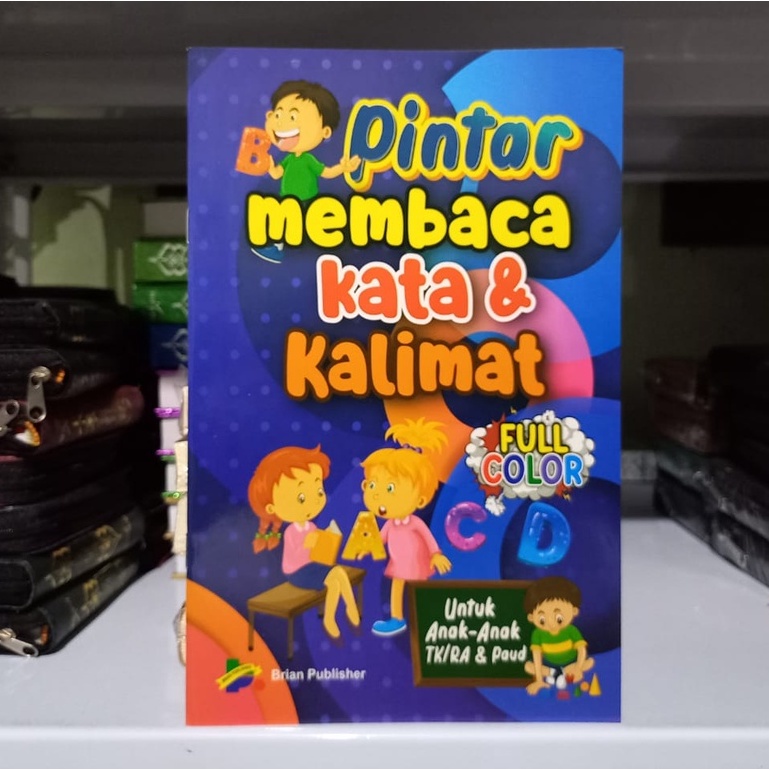 B
Pintar
membaca
kata &
Kalimat
FULL
COLOR
A C D
Untuk
Anak-Anak
TK/RA & Paud
Brian Publisher